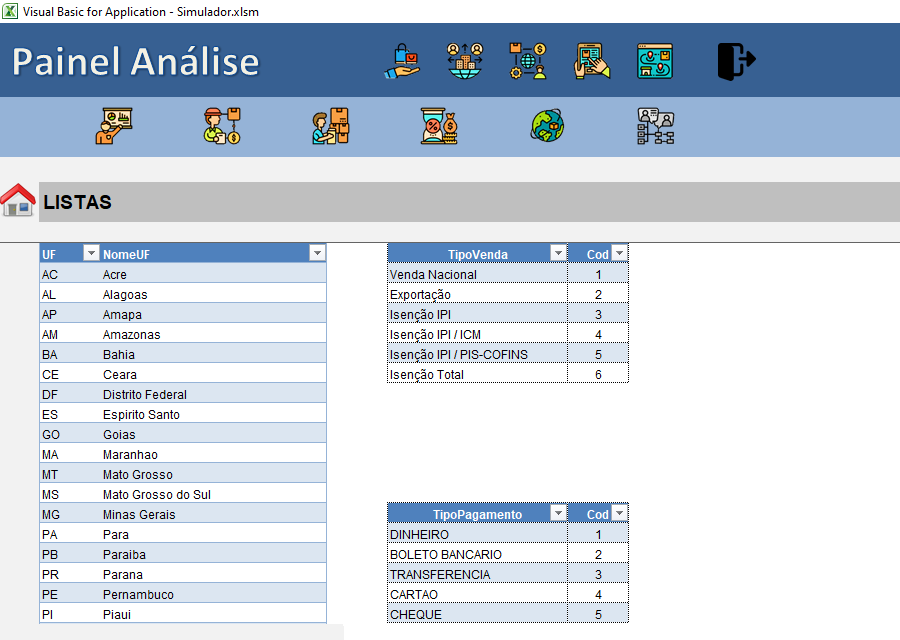 Visual Basic for Application - Simulador.xlsm
Painel Análise
LISTAS
UF NomeUF
AC Acre
AL Alagoas
AP Amapa
AM Amazonas
BA Bahia
CE Ceara
DF Distrito Federal
ES Espirito Santo
GO Goias
MA Maranhao
MT Mato Grosso
MS Mato Grosso do Sul
MG Minas Gerais
PA Para
PB Paraiba
PR Parana
PE Pernambuco
PI Piaui
TipoVenda Cod
Venda Nacional 1
Exportação 2
Isenção IPI 3
Isenção IPI / ICM 4
Isenção IPI / PIS-COFINS 5
Isenção Total 6
TipoPagamento Cod
DINHEIRO 1
BOLETO BANCARIO 2
TRANSFERENCIA 3
CARTAO 4
CHEQUE 5